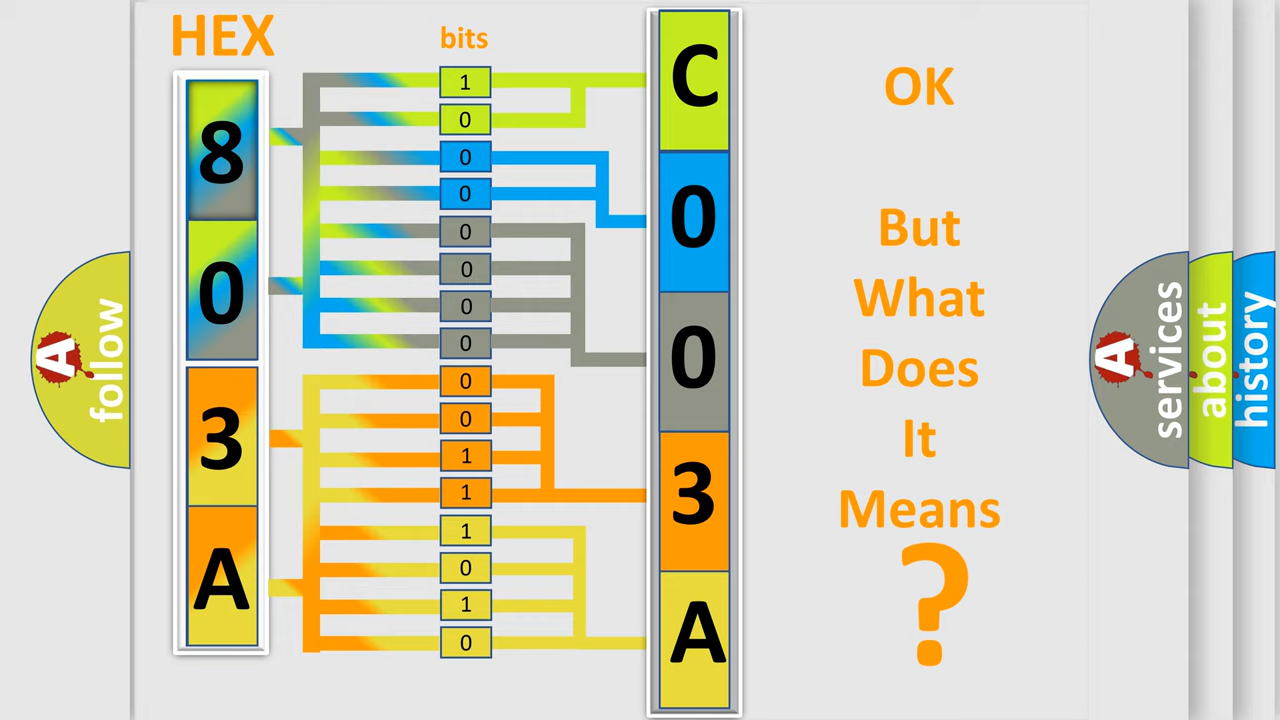 HEX
bits
8
0
3
A
1
0
0
0
0
0
0
0
0
0
1
1
1
0
1
0
C
0
0
3
A
OK
But
What
Does
It
Means
?
A
follow
A
services
about
history